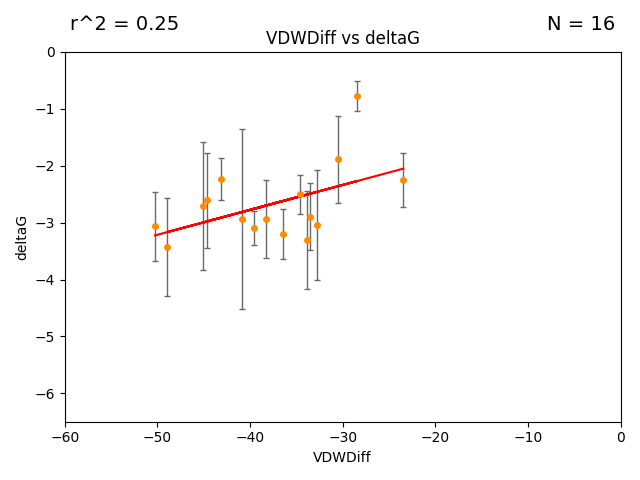 r^2 = 0.25
N = 16
VDWDiff vs deltaG
0
−1
−2
−3
−4
−5
−6
deltaG
−60 −50 −40 −30 −20 −10 0
VDWDiff